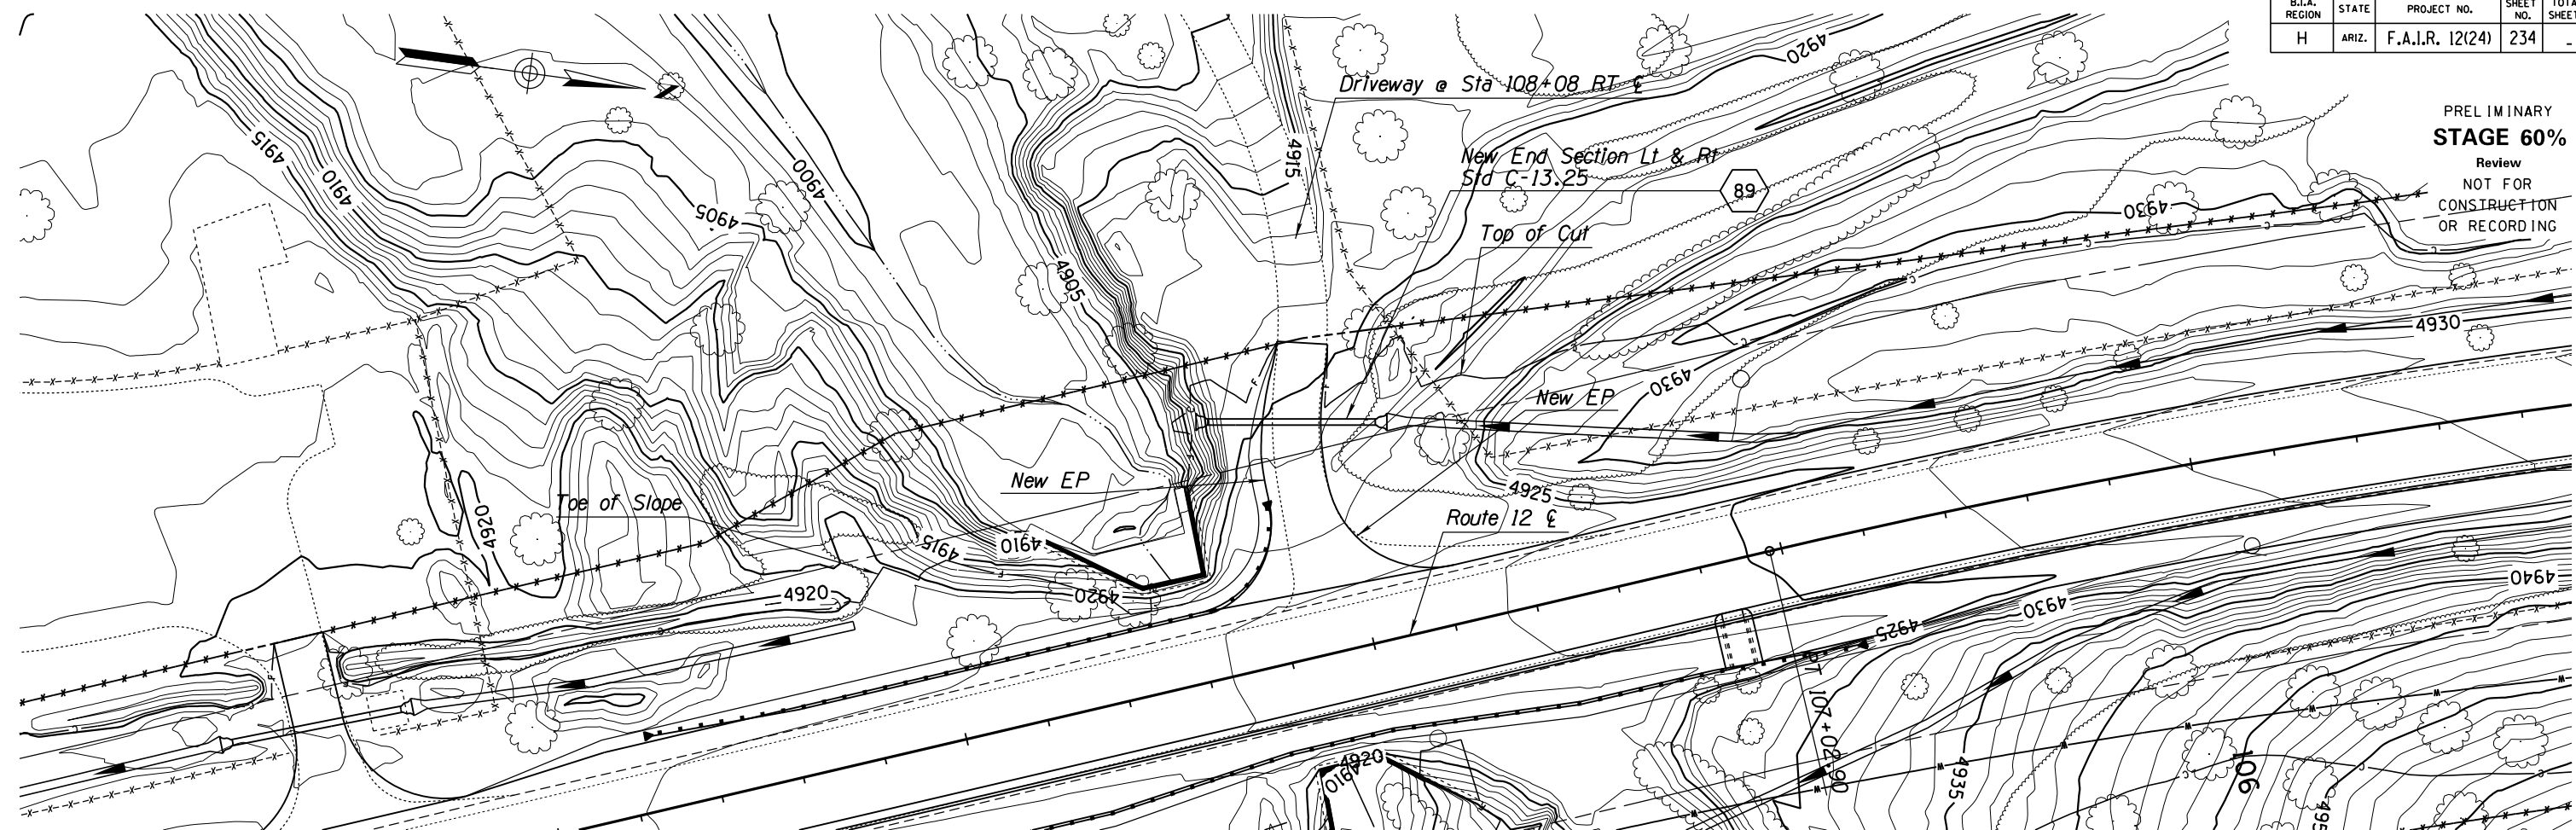 B.I.A. REGION
STATE
PROJECT NO.
SHEET NO.
H
ARIZ.
F.A.I.R. 12(24)
234
-
PRELIMINARY
STAGE 60%
Review
NOT FOR
CONSTRUCTION
OR RECORDING
4920
Driveway @ Sta 108+08 RT ℄
4915
4915
4910
4900
New End Section Lt & Rt
Std C-13.25
89
4905
4930
Top of Cut
4905
4930
4930
New EP
New EP
4925
Toe of Slope
4920
Route 12 ℄
4915
4910
4920
4920
4940
4930
4925
PT 107+02.90
4920
4910
4935
106